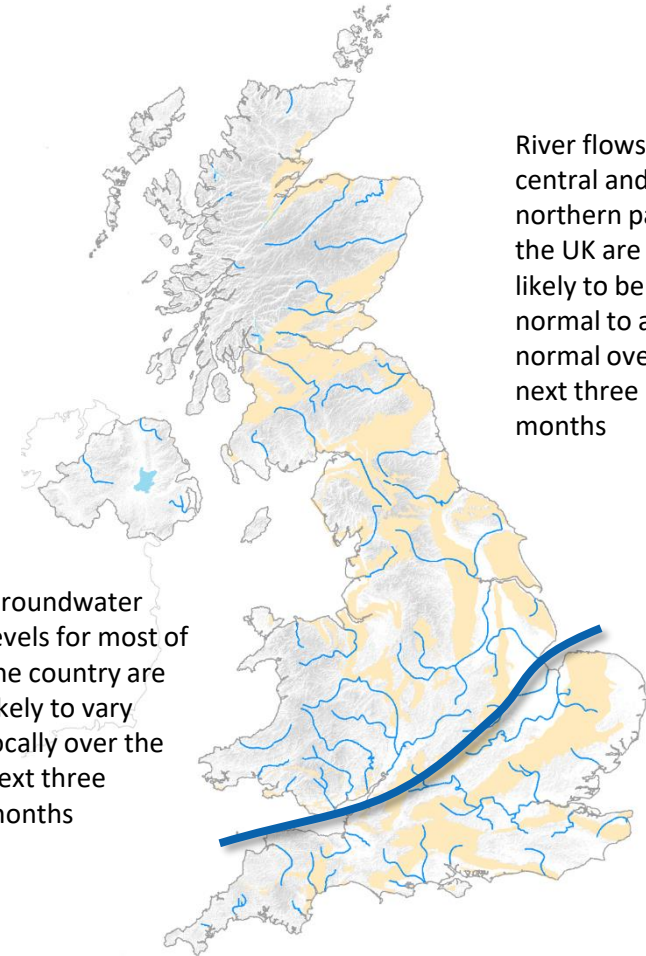 River flows
central and
northern pa
the UK are
likely to be
normal to a
normal ove
next three
months
roundwater
evels for most of
he country are
kely to vary
ocally over the
ext three
onths